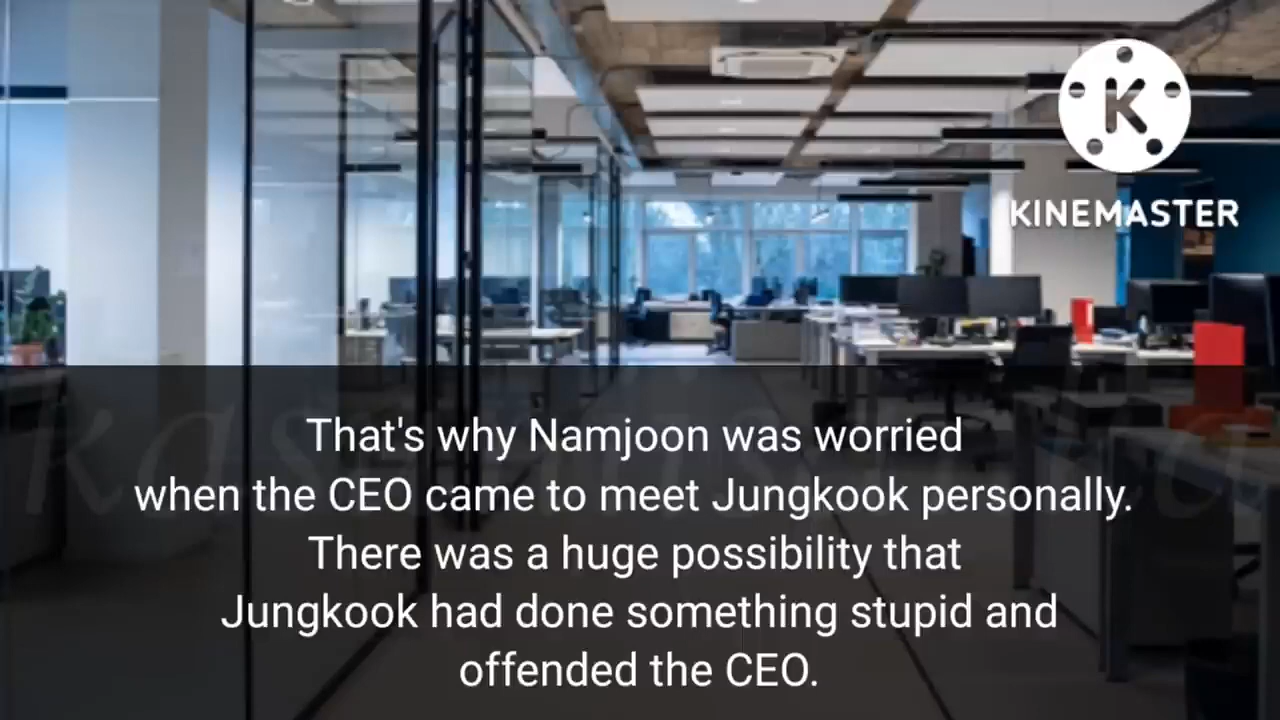 KINEMASTER
That's why Namjoon was worried
when the CEO came to meet Jungkook personally.
There was a huge possibility that
Jungkook had done something stupid and
offended the CEO.